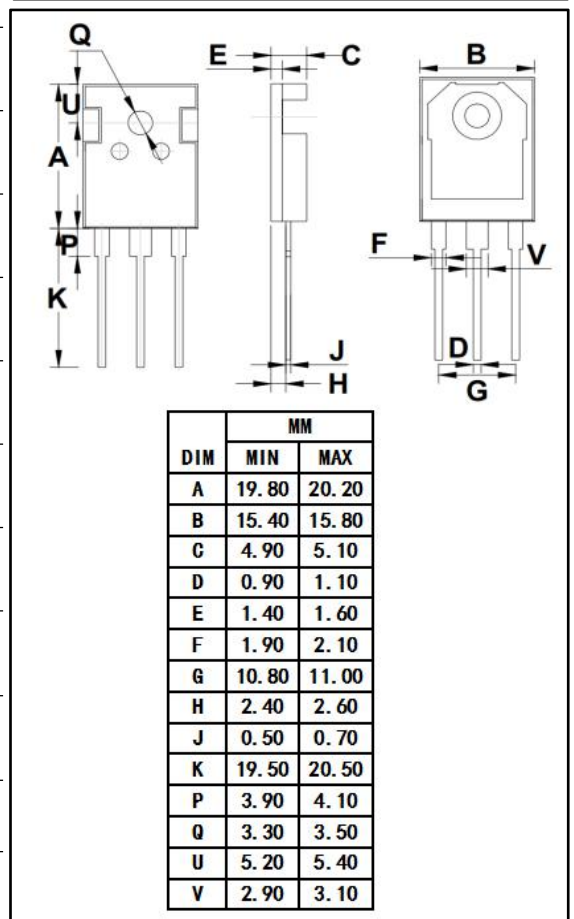 Q
E C B
U
A
P
K
F V
J
H
D
G
MM
DIM MIN MAX
A 19.80 20.20
B 15.40 15.80
C 4.90 5.10
D 0.90 1.10
E 1.40 1.60
F 1.90 2.10
G 10.80 11.00
H 2.40 2.60
J 0.50 0.70
K 19.50 20.50
P 3.90 4.10
Q 3.30 3.50
U 5.20 5.40
V 2.90 3.10